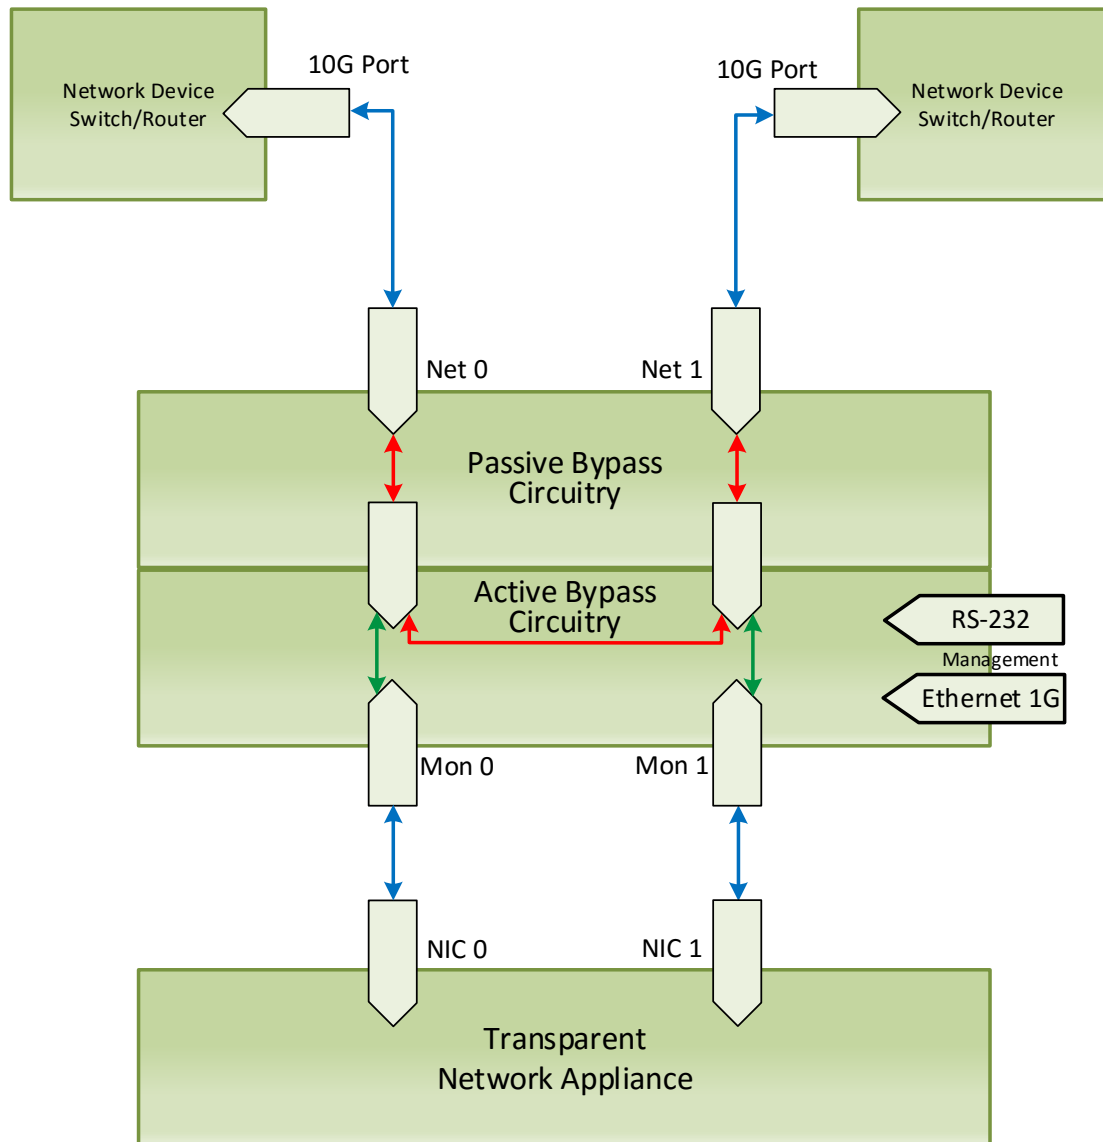 10G Port
10G Port
Network Device
Switch/Router
Network Device
Switch/Router
Net 0
Net 1
Passive Bypass
Circuitry
Active Bypass
Circuitry
RS-232
Management
Ethernet 1G
Mon 0
Mon 1
NIC 0
NIC 1
Transparent
Network Appliance